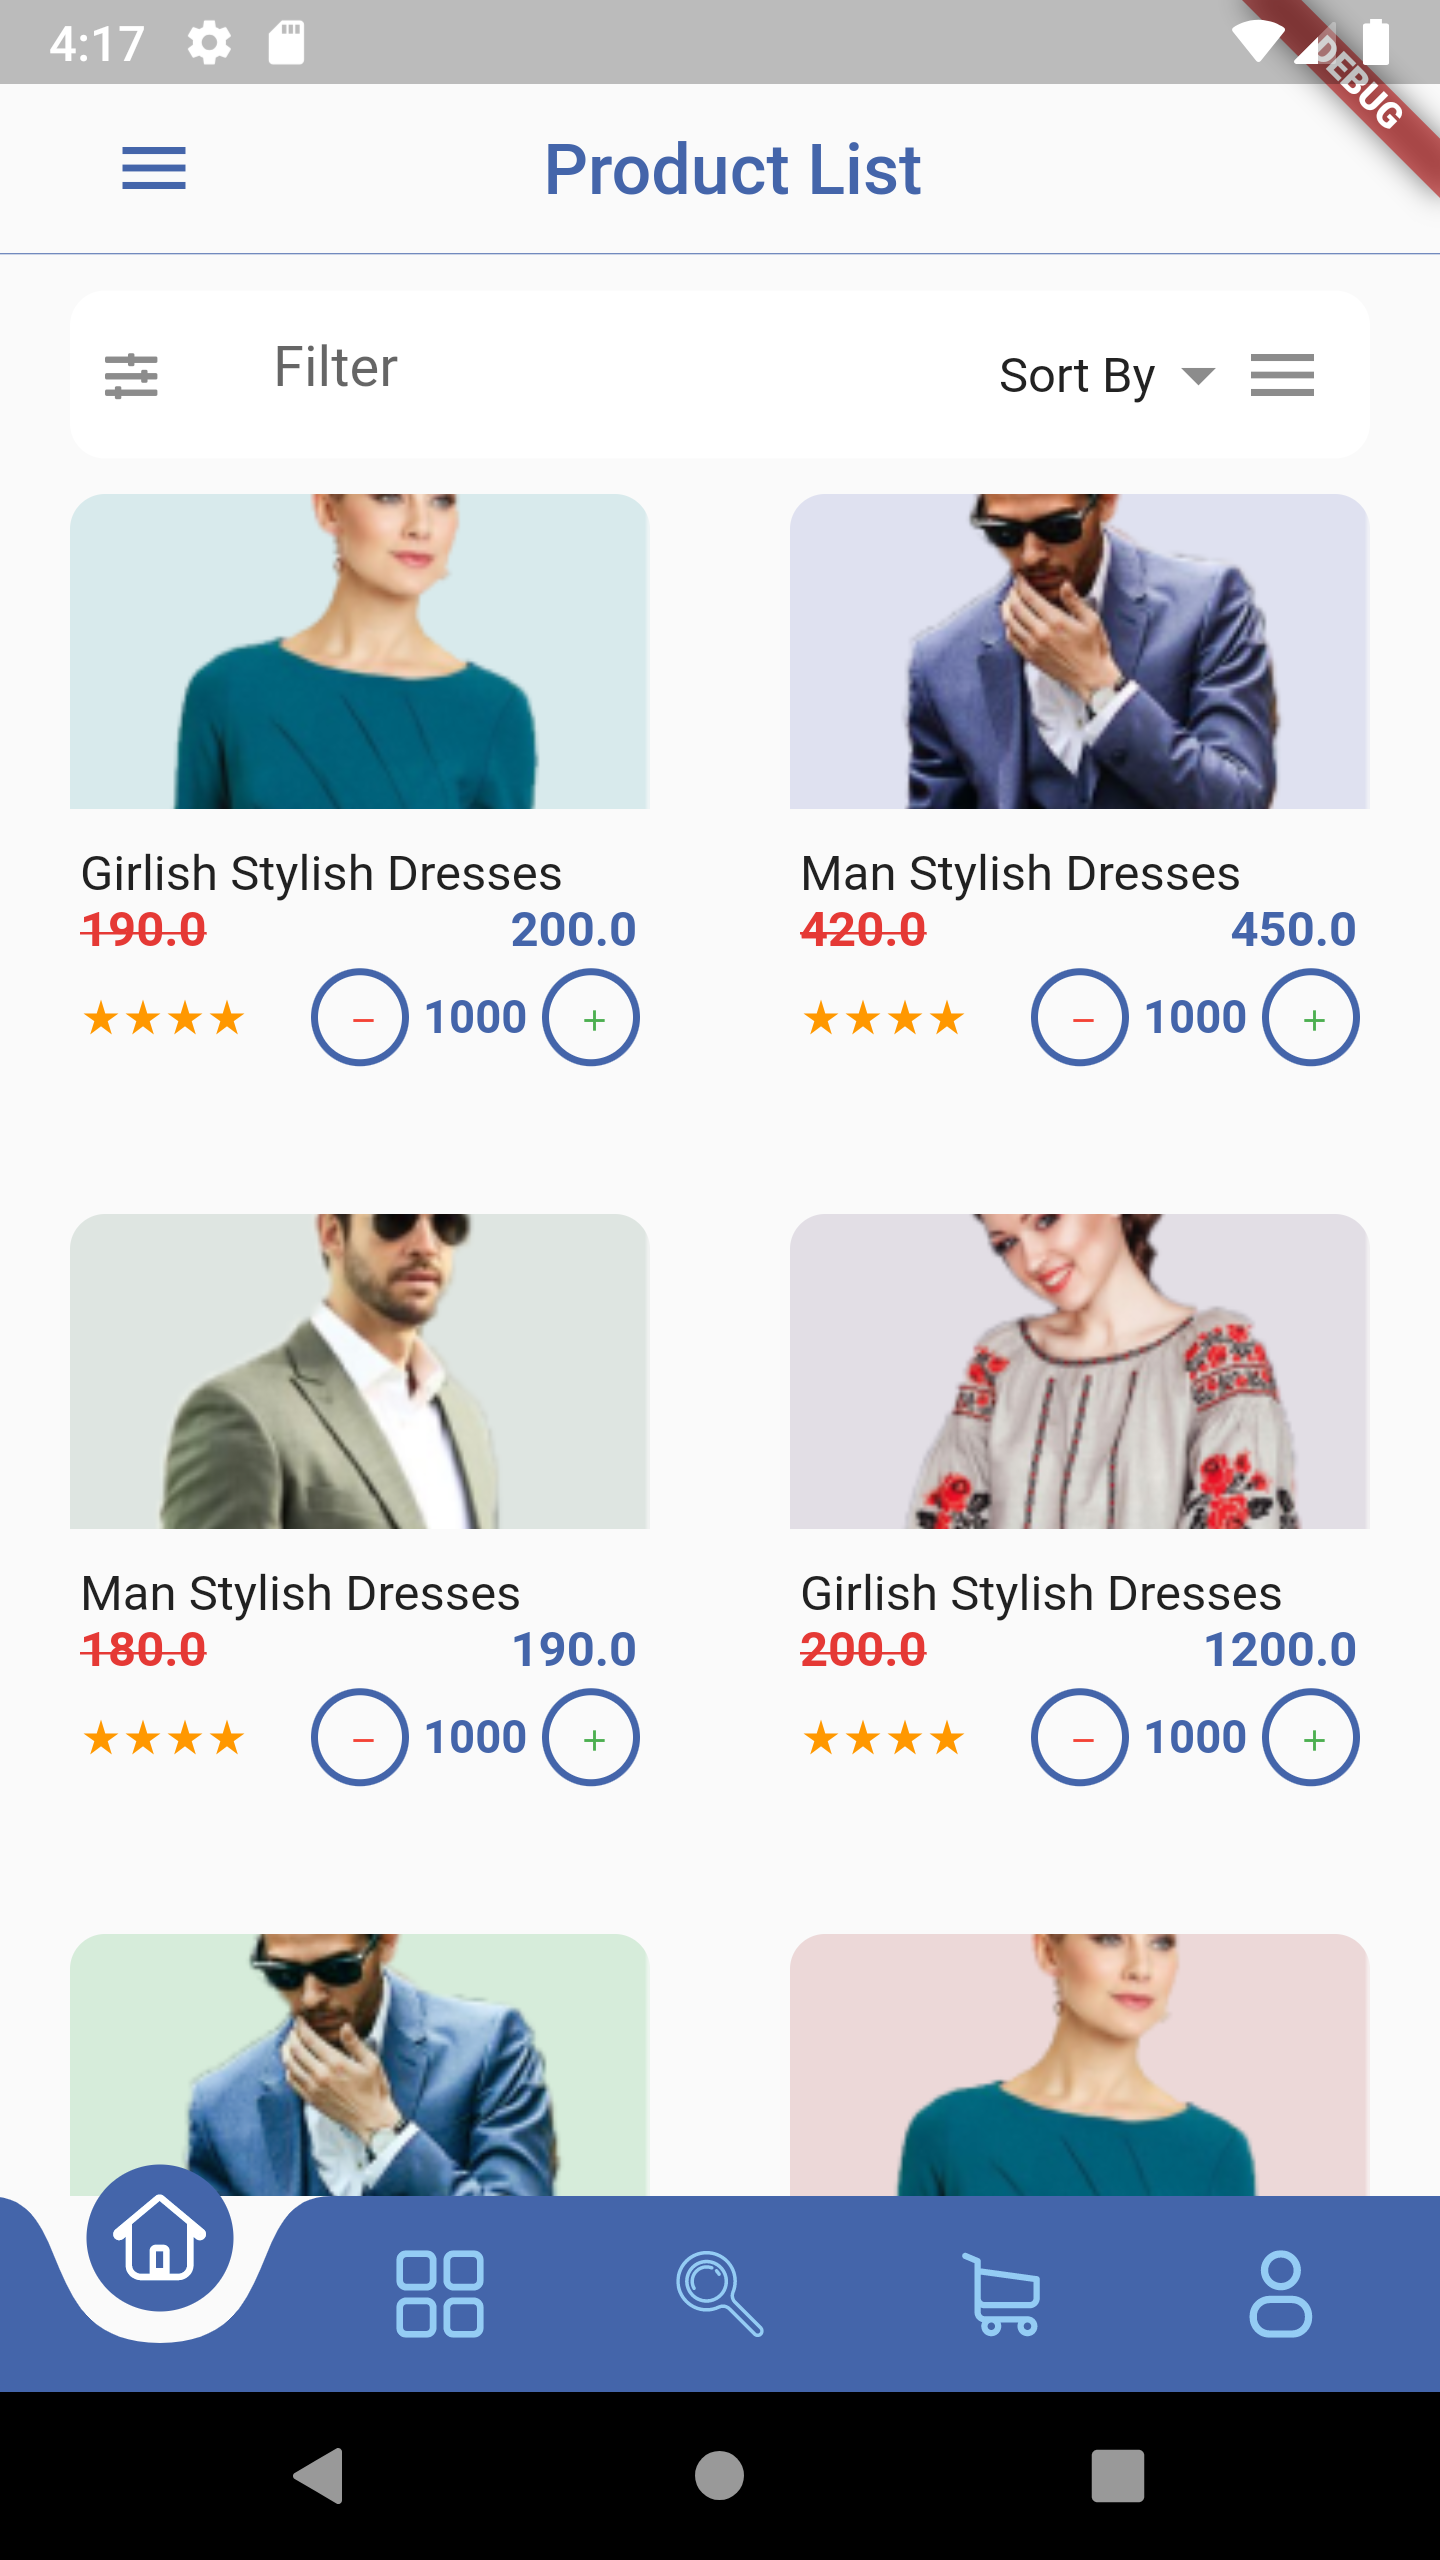 4:17
DEBUG
Product List
Filter
Sort By
Girlish Stylish Dresses
190.0 200.0
★★★★ − 1000 +
Man Stylish Dresses
420.0 450.0
★★★★ − 1000 +
Man Stylish Dresses
180.0 190.0
★★★★ − 1000 +
Girlish Stylish Dresses
200.0 1200.0
★★★★ − 1000 +